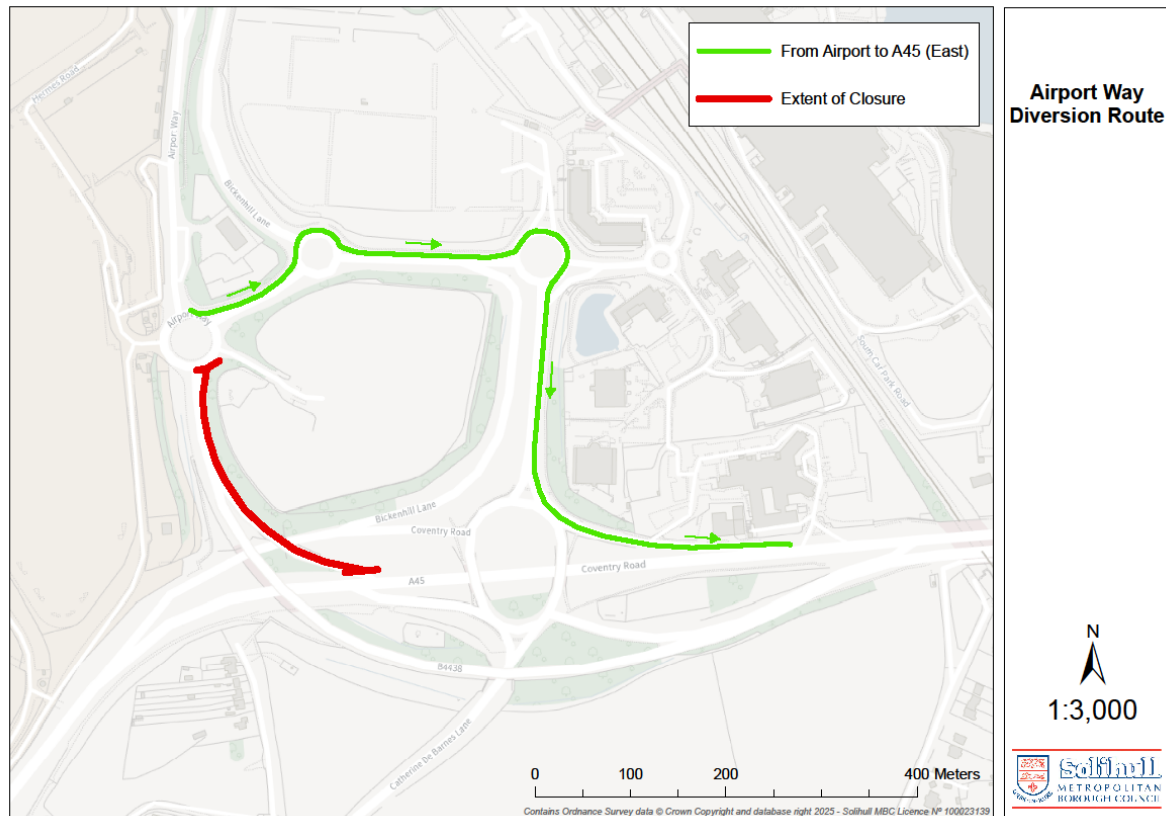 From Airport to A45 (East)
Extent of Closure
Airport Way
Diversion Route
Hermes Road
Airport Way
Bickenhill Lane
Airport Way
South Car Park Road
Bickenhill Lane
Coventry Road
Coventry Road
A45
B4438
Catherine De Barnes Lane
N
1:3,000
0 100 200 400 Meters
Solihull
METROPOLITAN
BOROUGH COUNCIL
Contains Ordnance Survey data © Crown Copyright and database right 2025 - Solihull MBC Licence Nº 100023139